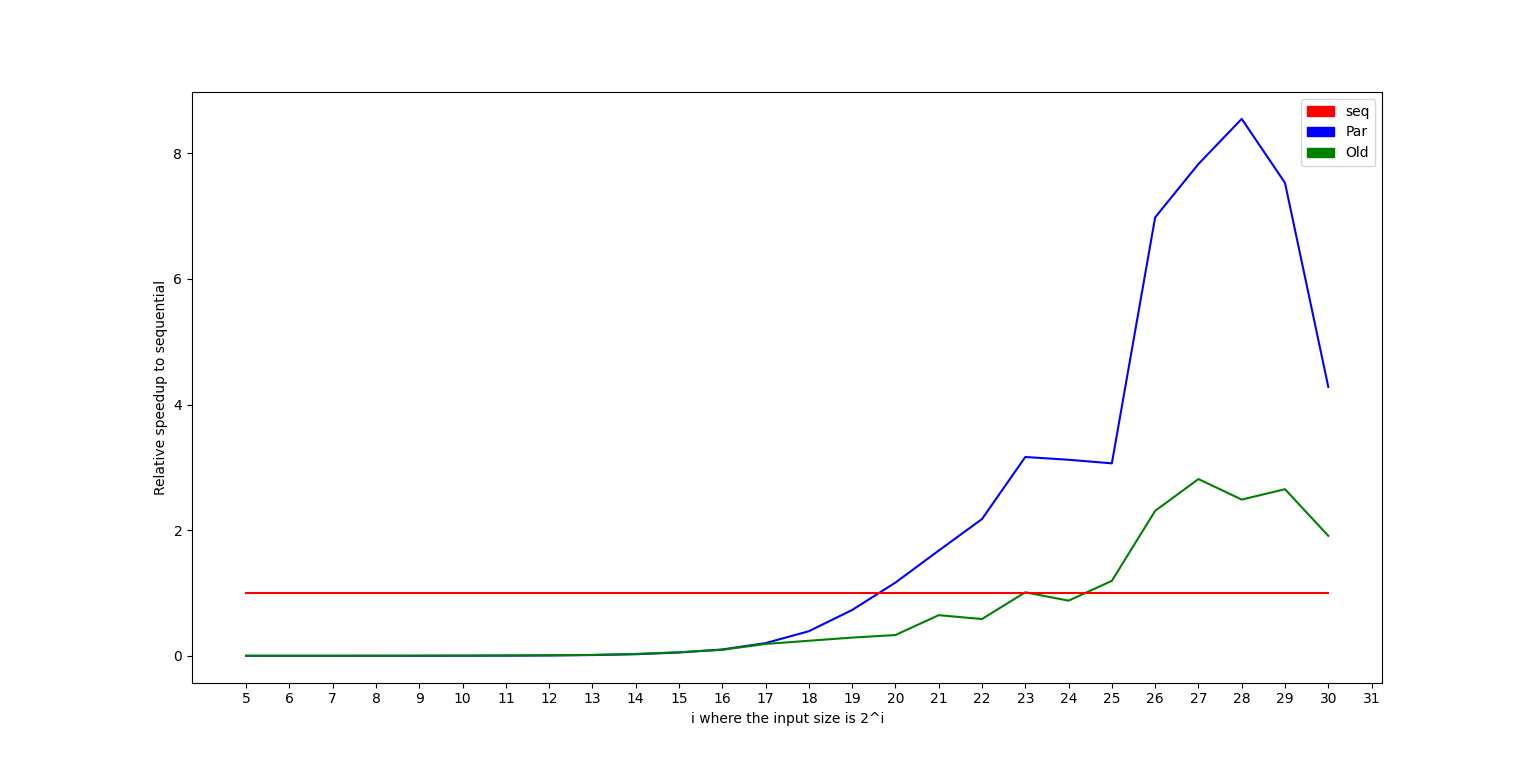 seq
Par
Old
Relative speedup to sequential
8
6
4
2
0
5 6 7 8 9 10 11 12 13 14 15 16 17 18 19 20 21 22 23 24 25 26 27 28 29 30 31
i where the input size is 2^i